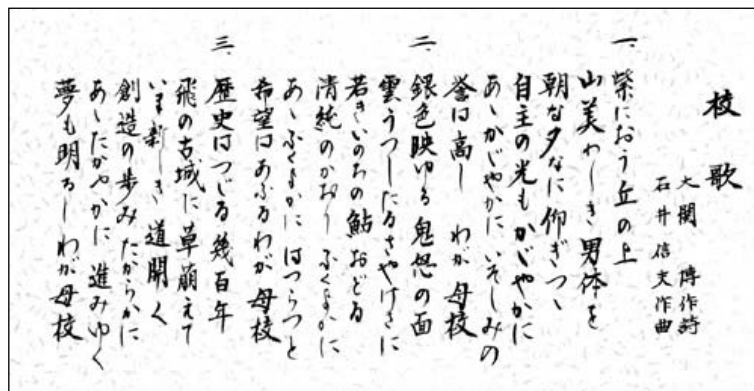 校歌
大関 博作詩
石井信夫作曲
一、紫におう丘の上
山美わしき男体を
朝な夕なに仰ぎつゝ
自主の光もかがやかに
あゝかがやかに いそしみの
誉は高し わが母校
二、銀色映ゆる鬼怒の面
雲うつしたるさやけさに
若きいのちの鮎おどる
清純のかおり ふくよかに
あゝふくよかに はつらつと
希望はあふるわが母校
三、歴史はつづる幾百年
飛の古城に草萌えて
いま新しき 道開く
創造の歩みたからかに
あゝたからかに 進みゆく
夢も明るしわが母校